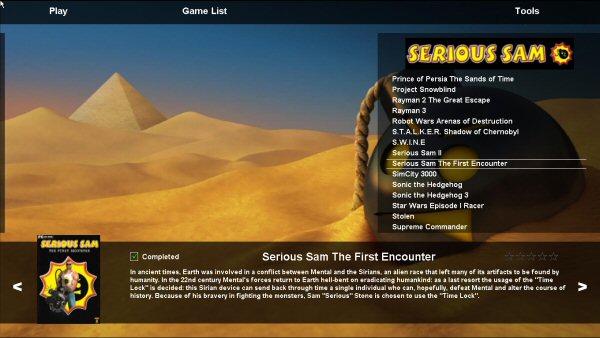 Play
Game List
Tools
SERIOUS SAM
Prince of Persia The Sands of Time
Project Snowblind
Rayman 2 The Great Escape
Rayman 3
Robot Wars Arenas of Destruction
S.T.A.L.K.E.R. Shadow of Chernobyl
S.W.I.N.E
Serious Sam II
Serious Sam The First Encounter
SimCity 3000
Sonic the Hedgehog
Sonic the Hedgehog 3
Star Wars Episode I Racer
Stolen
Supreme Commander
SERIOUS SAM
THE FIRST ENCOUNTER
Completed
Serious Sam The First Encounter
In ancient times, Earth was involved in a conflict between Mental and the Sirians, an alien race that left many of its artifacts to be found by
humanity. In the 22nd century Mental's forces return to Earth hell-bent on eradicating humankind: as a last resort the usage of the "Time
Lock" is decided: this Sirian device can send back through time a single individual who can, hopefully, defeat Mental and alter the course of
history. Because of his bravery in fighting the monsters, Sam "Serious" Stone is chosen to use the "Time Lock".